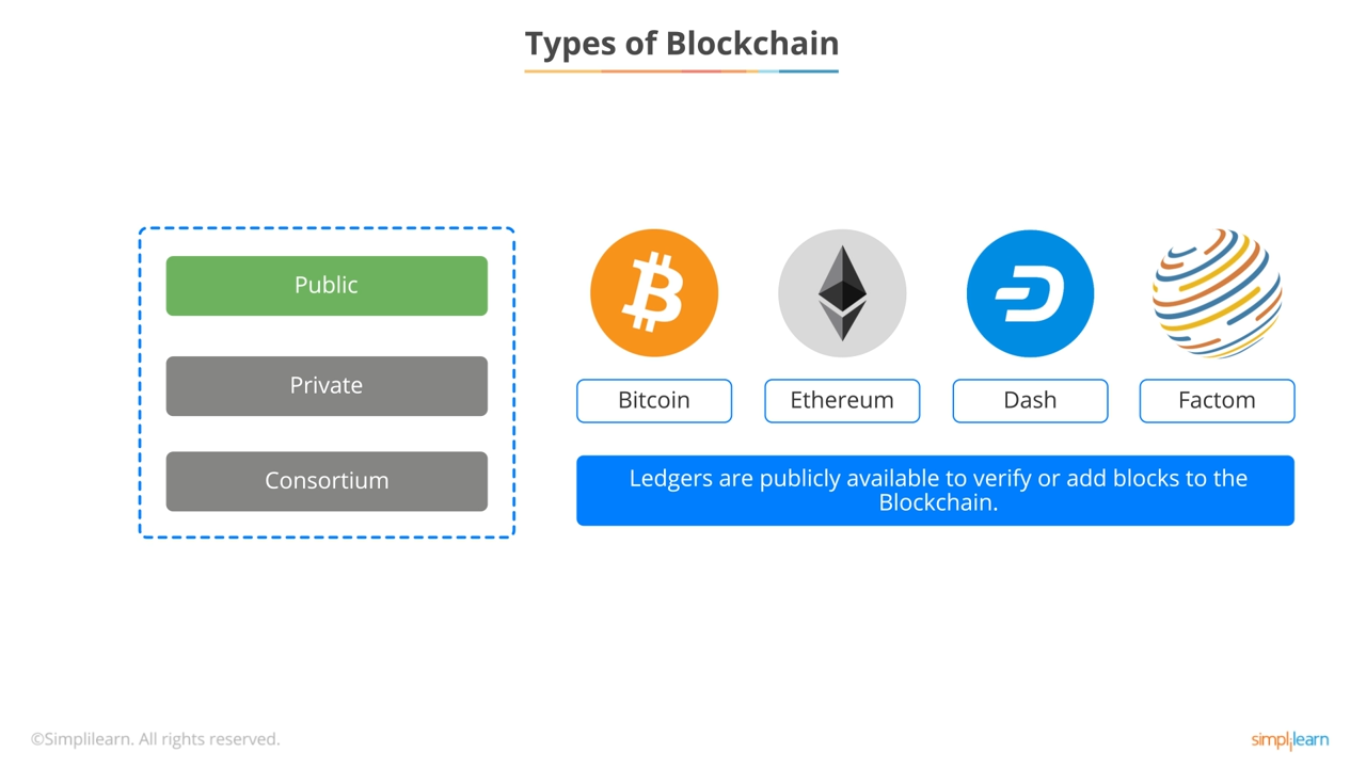 Types of Blockchain
Public
Private
Consortium
Bitcoin
Ethereum
Dash
Factom
Ledgers are publicly available to verify or add blocks to the
Blockchain.
©Simplilearn. All rights reserved.
simplilearn